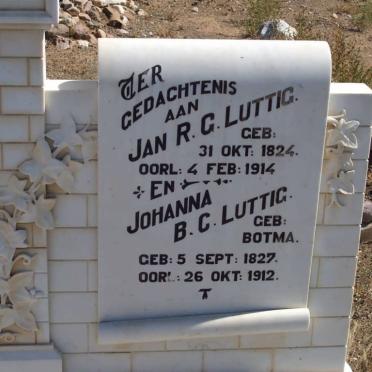 TER
GEDACHTENIS
AAN
JAN R. G. LUTTIG.
GEB:
31 OKT: 1824.
OORL: 4 FEB: 1914
EN
JOHANNA
B. C. LUTTIG.
GEB:
BOTMA.
GEB: 5 SEPT: 1827.
OORL: 26 OKT: 1912.